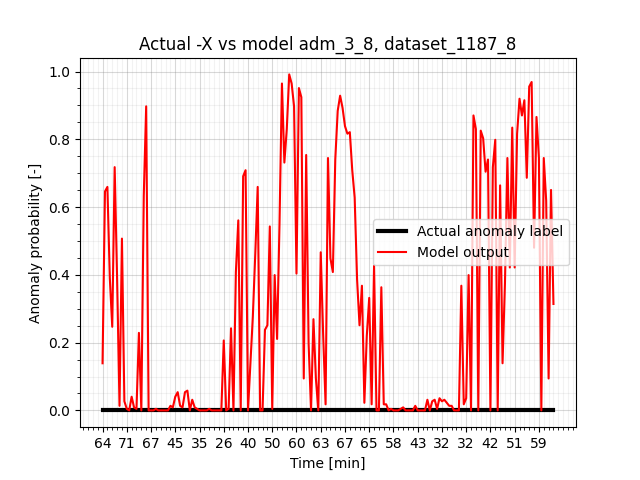 Actual -X vs model adm_3_8, dataset_1187_8
Anomaly probability [-]
1.0
0.8
0.6
0.4
0.2
0.0
Actual anomaly label
Model output
64 71 67 45 35 26 40 50 60 63 67 65 58 43 32 32 42 51 59
Time [min]